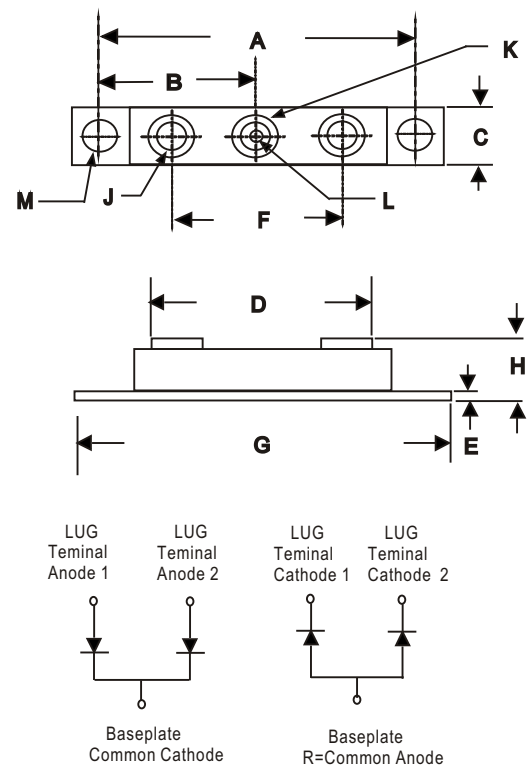 A
K
B
C
M
J
F
L
D
H
E
G
LUG
Teminal
Anode 1
LUG
Teminal
Anode 2
LUG
Teminal
Cathode 1
LUG
Teminal
Cathode 2
Baseplate
Common Cathode
Baseplate
R=Common Anode